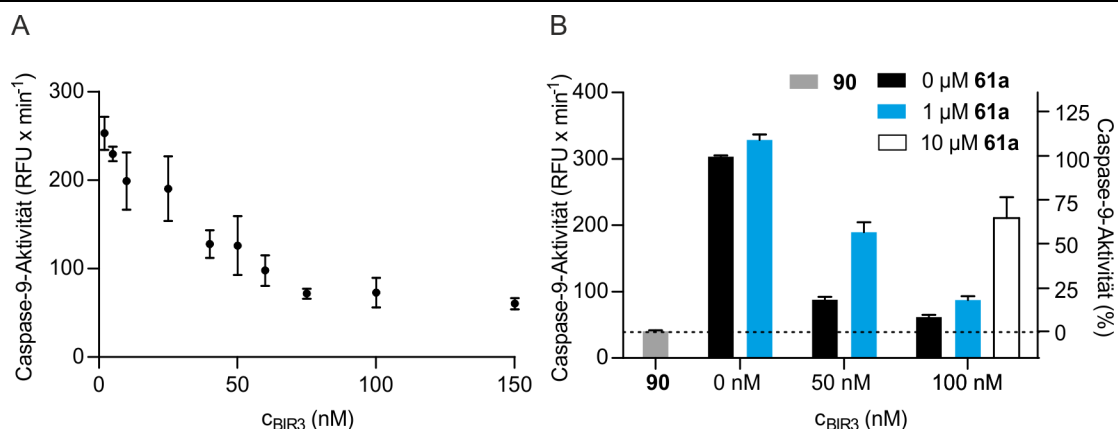 A
Caspase-9-Aktivität (RFU x min⁻¹)
300
200
100
0
0 50 100 150
c_BIR3 (nM)
B
90 0 µM 61a
1 µM 61a
10 µM 61a
Caspase-9-Aktivität (RFU x min⁻¹)
400
300
200
100
0
125
100
75
50
25
0
Caspase-9-Aktivität (%)
90 0 nM 50 nM 100 nM
c_BIR3 (nM)